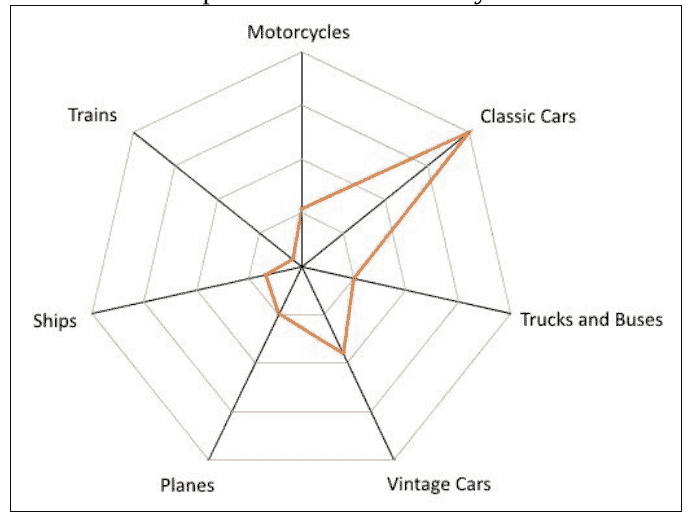 Motorcycles
Trains
Classic Cars
Ships
Trucks and Buses
Planes
Vintage Cars